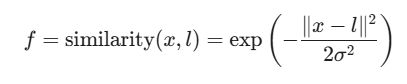 f = similarity(x, l) = exp(-||x - l||² / 2σ²)